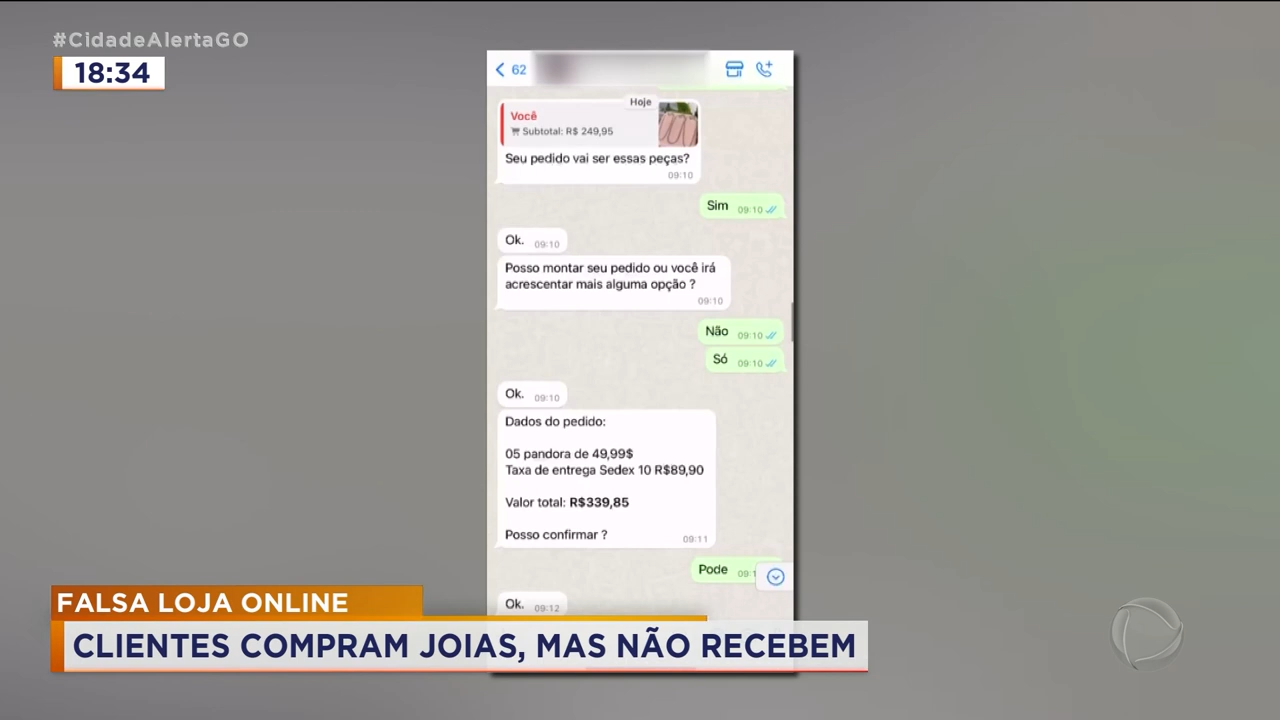 #CidadeAlertaGO
18:34
62
Hoje
Você
Subtotal: R$ 249,95
Seu pedido vai ser essas peças?
09:10
Sim 09:10
Ok. 09:10
Posso montar seu pedido ou você irá
acrescentar mais alguma opção ?
09:10
Não 09:10
Só 09:10
Ok. 09:10
Dados do pedido:
05 pandora de 49,99$
Taxa de entrega Sedex 10 R$89,90
Valor total: R$339,85
Posso confirmar ?
09:11
Pode
Ok. 09:12
FALSA LOJA ONLINE
CLIENTES COMPRAM JOIAS, MAS NÃO RECEBEM